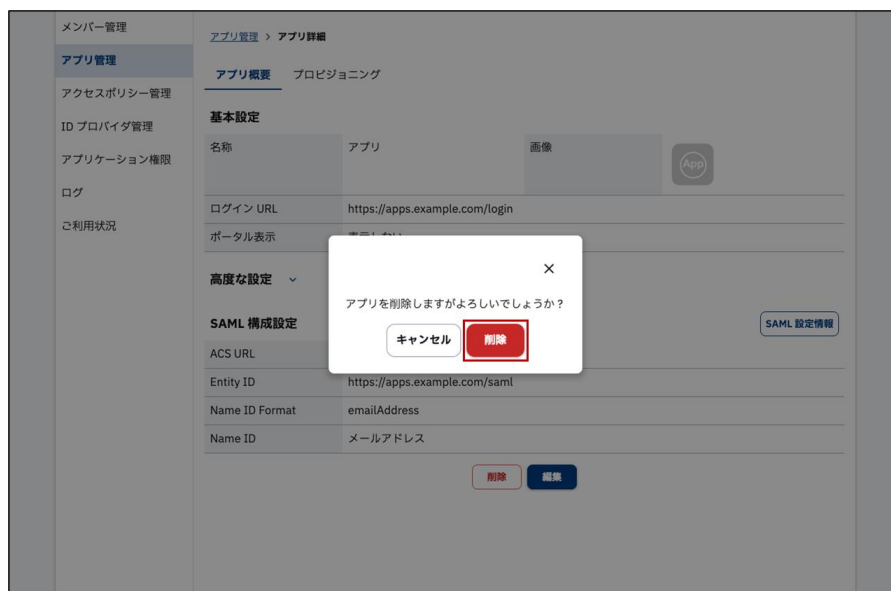 メンバー管理
アプリ管理
アクセスポリシー管理
ID プロバイダ管理
アプリケーション権限
ログ
ご利用状況
アプリ管理 > アプリ詳細
アプリ概要 プロビジョニング
基本設定
名称 アプリ 画像 App
ログイン URL https://apps.example.com/login
ポータル表示 表示しない
高度な設定
SAML 構成設定 SAML 設定情報
ACS URL
Entity ID https://apps.example.com/saml
Name ID Format emailAddress
Name ID メールアドレス
削除 編集
アプリを削除しますがよろしいでしょうか？
キャンセル 削除